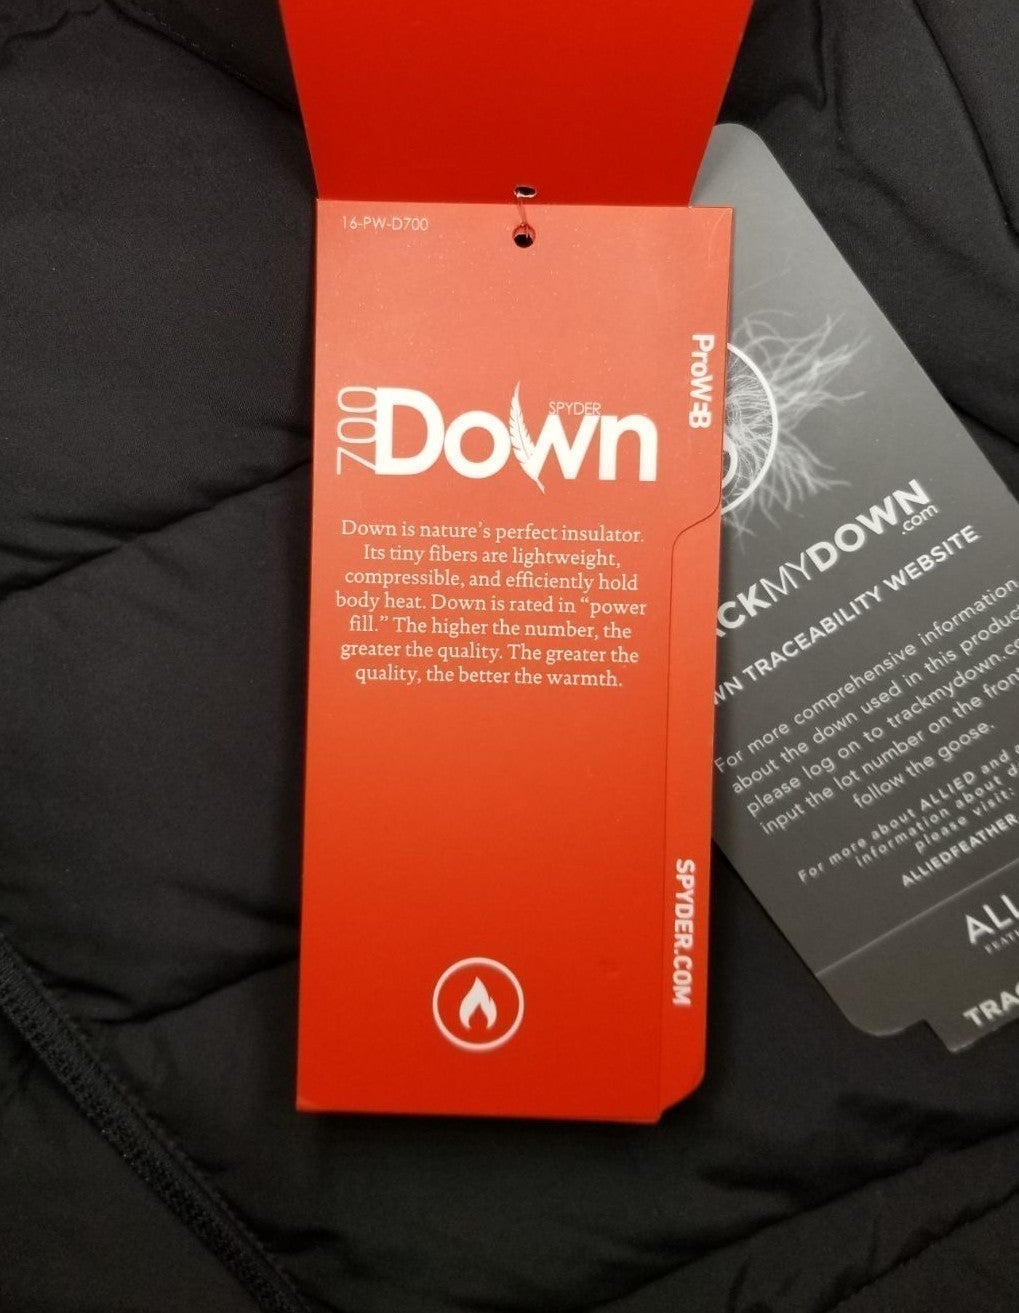 16-PW-D700
ProWEB
700
Down
SPYDER
Down is nature's perfect insulator.
Its tiny fibers are lightweight,
compressible, and efficiently hold
body heat. Down is rated in “power
fill.” The higher the number, the
greater the quality. The greater the
quality, the better the warmth.
SPYDER.COM
MYDOWN
.com
TRACEABILITY WEBSITE
For more comprehensive information
about the down used in this product
please log on to trackmydown.co
input the lot number on the front
follow the goose.
For more about ALLIED and
information about
please visit:
ALLIEDFEATHER